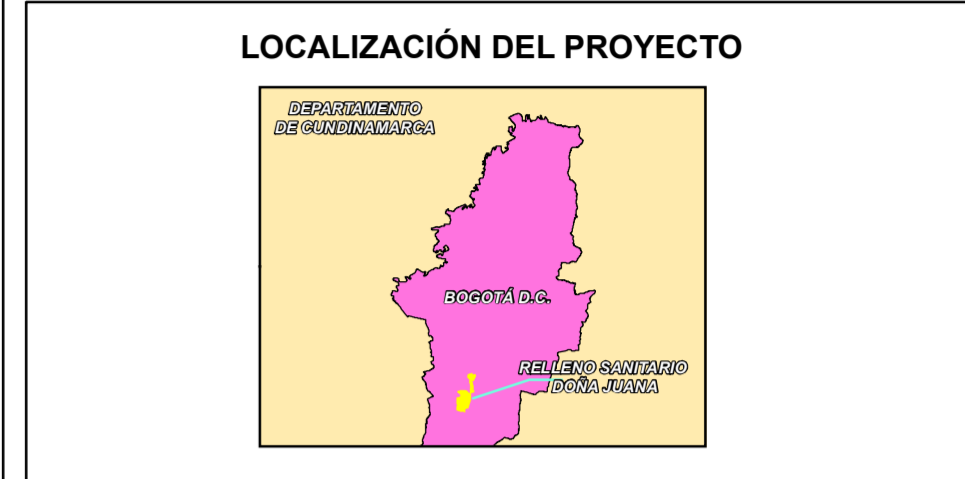 LOCALIZACIÓN DEL PROYECTO
DEPARTAMENTO
DE CUNDINAMARCA
BOGOTÁ D.C.
RELLENO SANITARIO
DOÑA JUANA